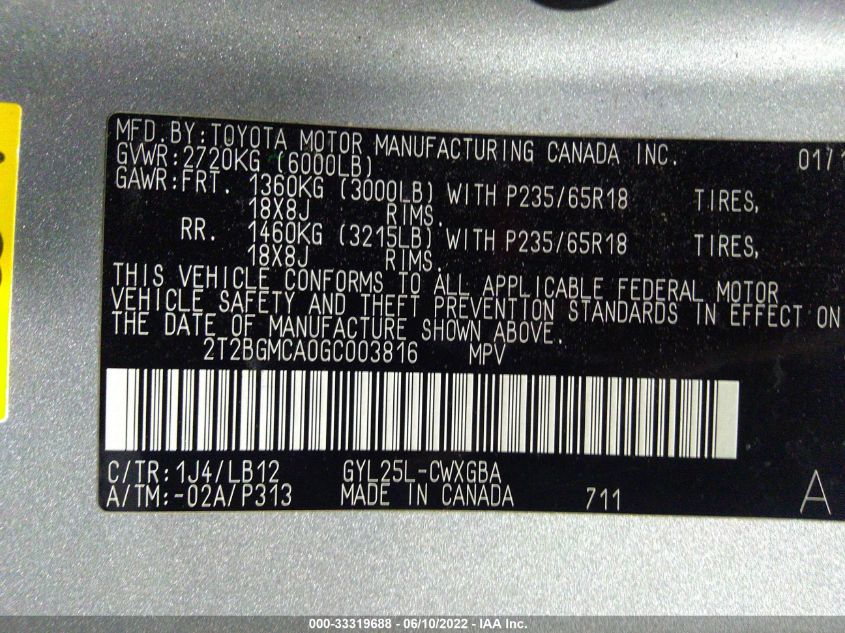 MFD.BY:TOYOTA MOTOR MANUFACTURING CANADA INC. 01/1
GVWR:2720KG (6000LB)
GAWR:FRT. 1360KG (3000LB) WITH P235/65R18 TIRES,
18X8J RIMS.
RR. 1460KG (3215LB) WITH P235/65R18 TIRES,
18X8J RIMS.
THIS VEHICLE CONFORMS TO ALL APPLICABLE FEDERAL MOTOR
VEHICLE SAFETY AND THEFT PREVENTION STANDARDS IN EFFECT ON
THE DATE OF MANUFACTURE SHOWN ABOVE.
2T2BGMCA0GC003816 MPV
C/TR:1J4/LB12 GYL25L-CWXGBA
A/TM:-02A/P313 MADE IN CANADA 711 A
000-33319688 - 06/10/2022 - IAA Inc.